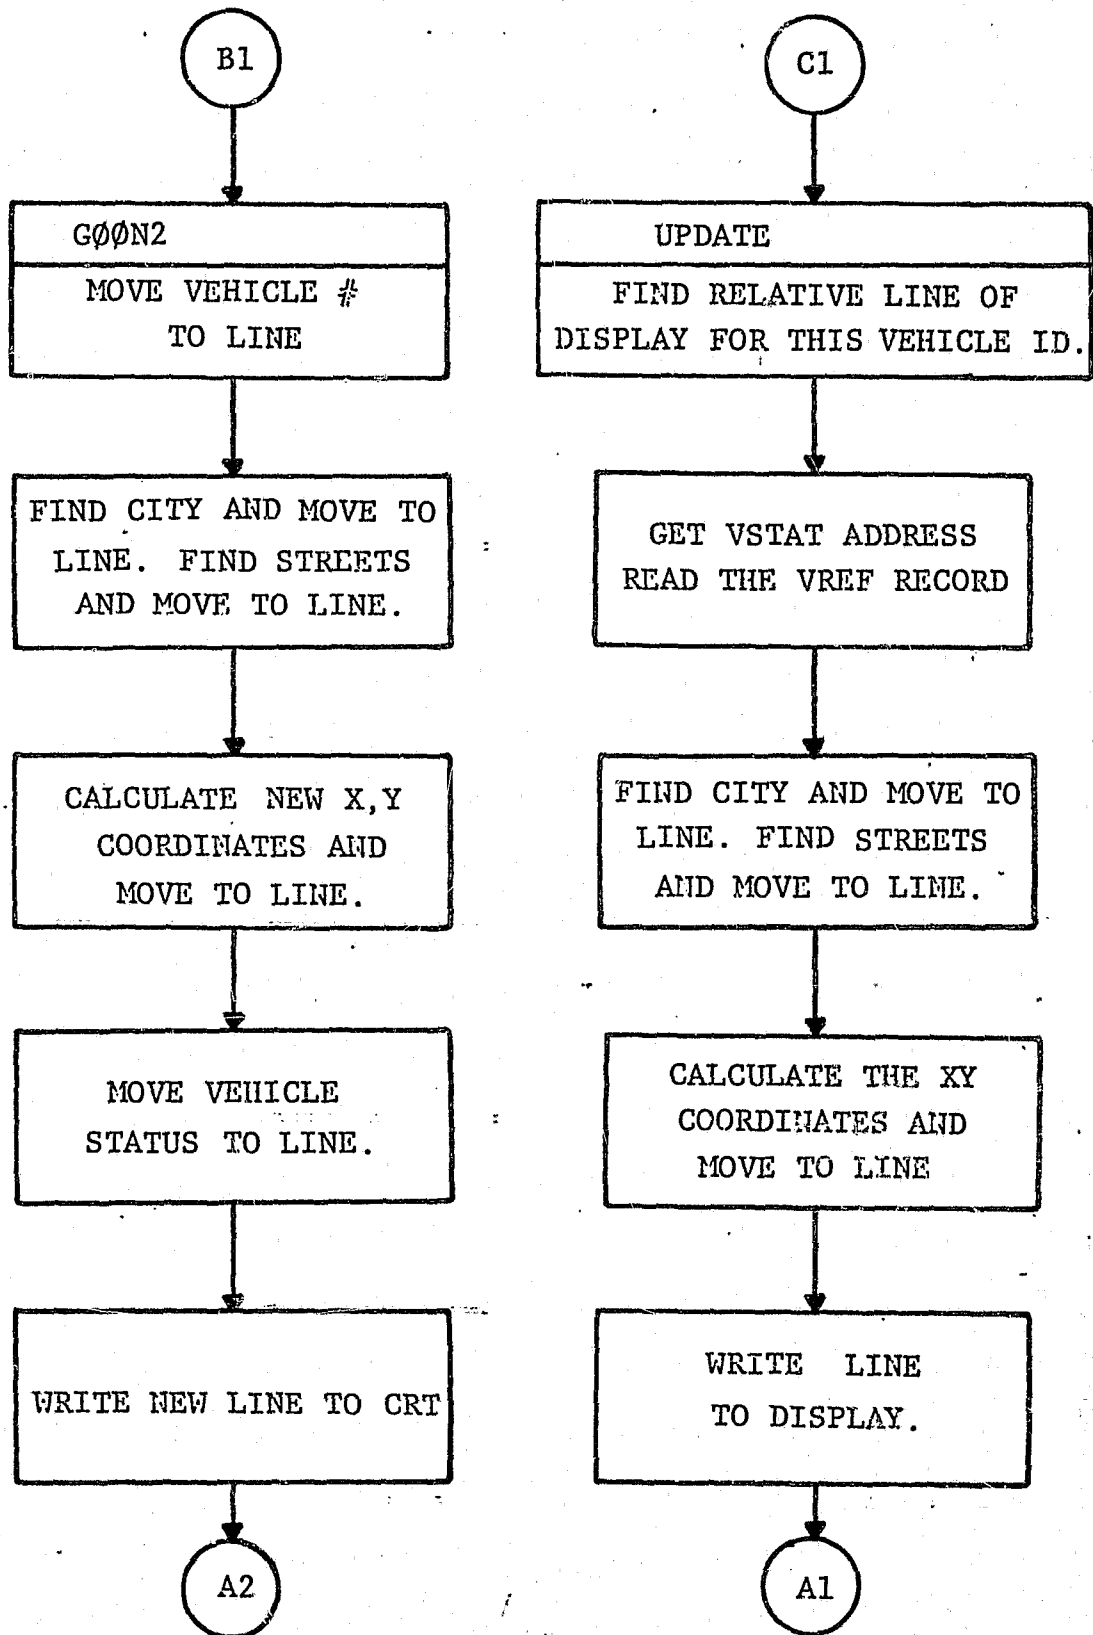 B1
GØØN2
MOVE VEHICLE #
TO LINE
FIND CITY AND MOVE TO
LINE. FIND STREETS
AND MOVE TO LINE.
CALCULATE NEW X,Y
COORDINATES AND
MOVE TO LINE.
MOVE VEHICLE
STATUS TO LINE.
WRITE NEW LINE TO CRT
A2
C1
UPDATE
FIND RELATIVE LINE OF
DISPLAY FOR THIS VEHICLE ID.
GET VSTAT ADDRESS
READ THE VREF RECORD
FIND CITY AND MOVE TO
LINE. FIND STREETS
AND MOVE TO LINE.
CALCULATE THE XY
COORDINATES AND
MOVE TO LINE
WRITE LINE
TO DISPLAY.
A1